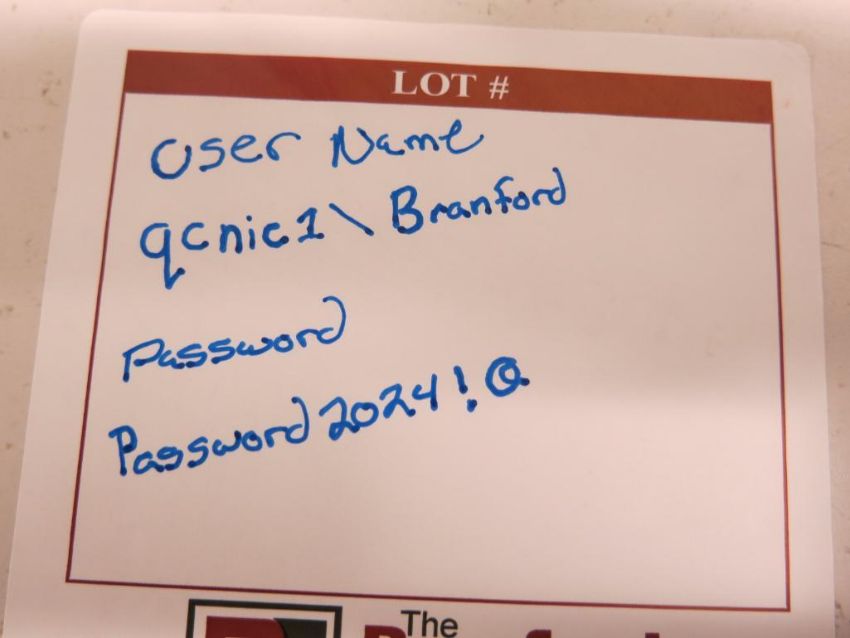 LOT #
User Name
qcnic1\Branford
Password
Password2024!@
The